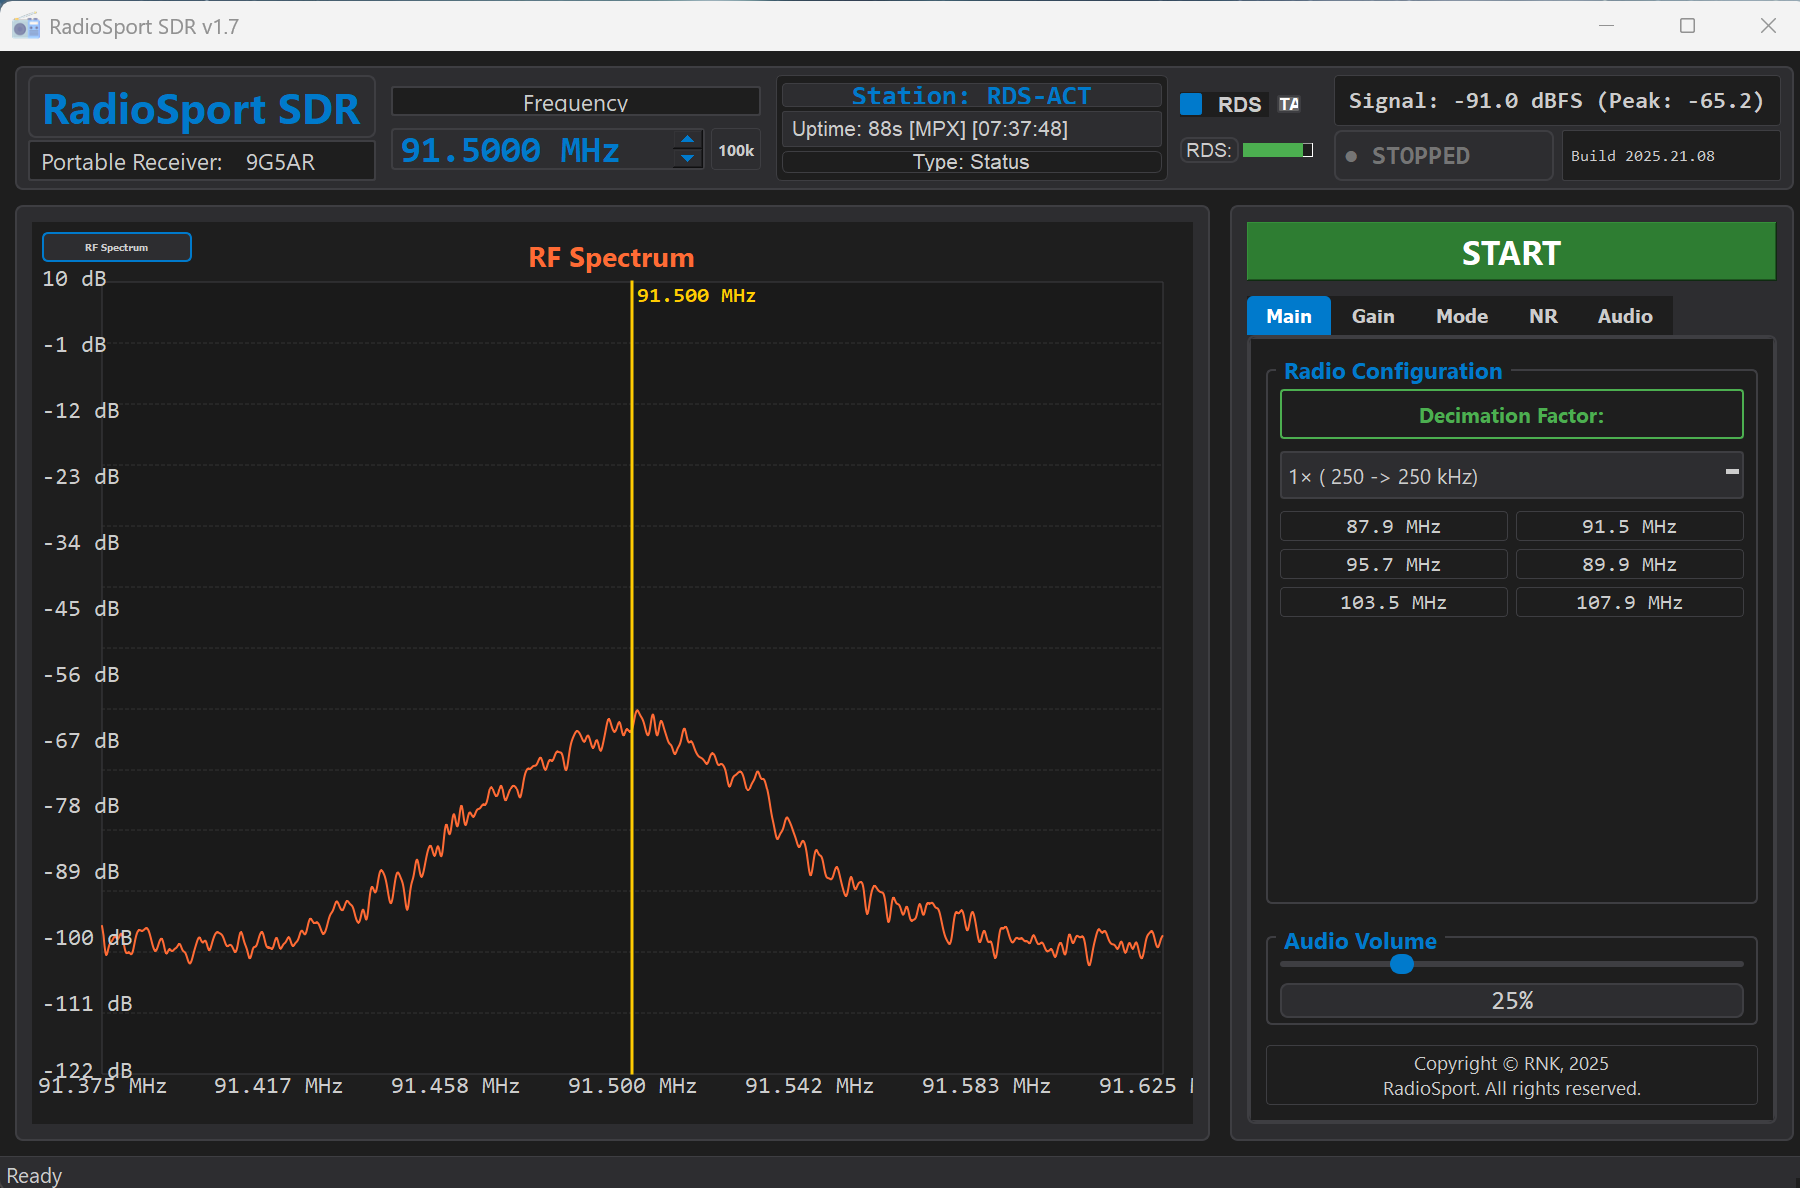 RadioSport SDR v1.7
RadioSport SDR
Portable Receiver: 9G5AR
Frequency
91.5000 MHz
100k
Station: RDS-ACT
Uptime: 88s [MPX] [07:37:48]
Type: Status
RDS TA
RDS:
Signal: -91.0 dBFS (Peak: -65.2)
STOPPED
Build 2025.21.08
RF Spectrum
RF Spectrum
91.500 MHz
10 dB
-1 dB
-12 dB
-23 dB
-34 dB
-45 dB
-56 dB
-67 dB
-78 dB
-89 dB
-100 dB
-111 dB
-122 dB
91.375 MHz 91.417 MHz 91.458 MHz 91.500 MHz 91.542 MHz 91.583 MHz 91.625
START
Main Gain Mode NR Audio
Radio Configuration
Decimation Factor:
1× ( 250 -> 250 kHz)
87.9 MHz 91.5 MHz
95.7 MHz 89.9 MHz
103.5 MHz 107.9 MHz
Audio Volume
25%
Copyright © RNK, 2025
RadioSport. All rights reserved.
Ready